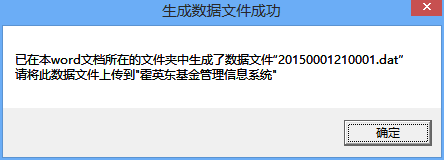 生成数据文件成功
已在本word文档所在的文件夹中生成了数据文件“20150001210001.dat”
请将此数据文件上传到"霍英东基金管理信息系统"
确定